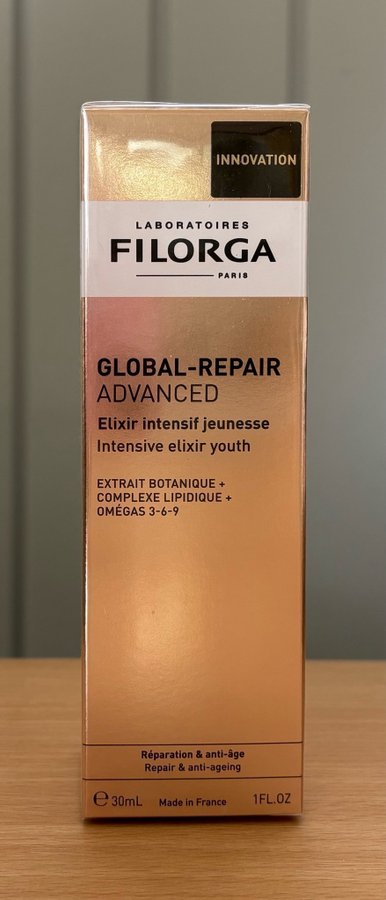 INNOVATION
LABORATOIRES
FILORGA
PARIS
GLOBAL-REPAIR
ADVANCED
Elixir intensif jeunesse
Intensive elixir youth
EXTRAIT BOTANIQUE +
COMPLEXE LIPIDIQUE +
OMÉGAS 3-6-9
Réparation & anti-âge
Repair & anti-ageing
℮ 30mL Made in France 1FL.OZ